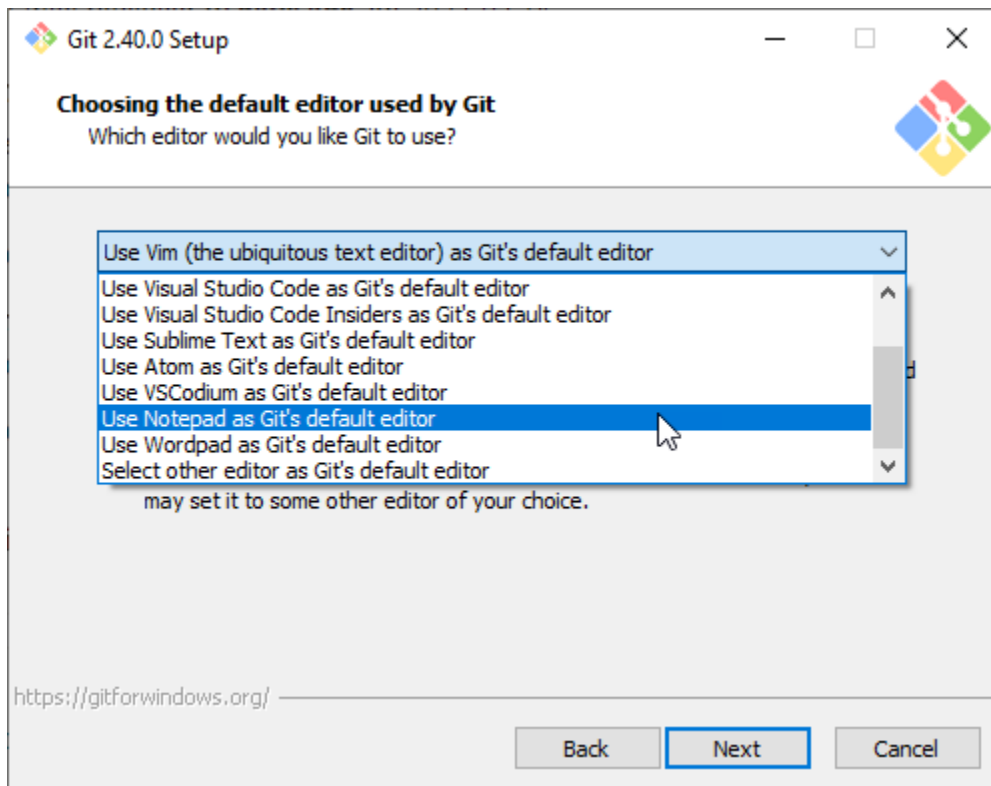 Git 2.40.0 Setup
Choosing the default editor used by Git
Which editor would you like Git to use?
Use Vim (the ubiquitous text editor) as Git's default editor
Use Visual Studio Code as Git's default editor
Use Visual Studio Code Insiders as Git's default editor
Use Sublime Text as Git's default editor
Use Atom as Git's default editor
Use VSCodium as Git's default editor
Use Notepad as Git's default editor
Use Wordpad as Git's default editor
Select other editor as Git's default editor
may set it to some other editor of your choice.
https://gitforwindows.org/
Back
Next
Cancel